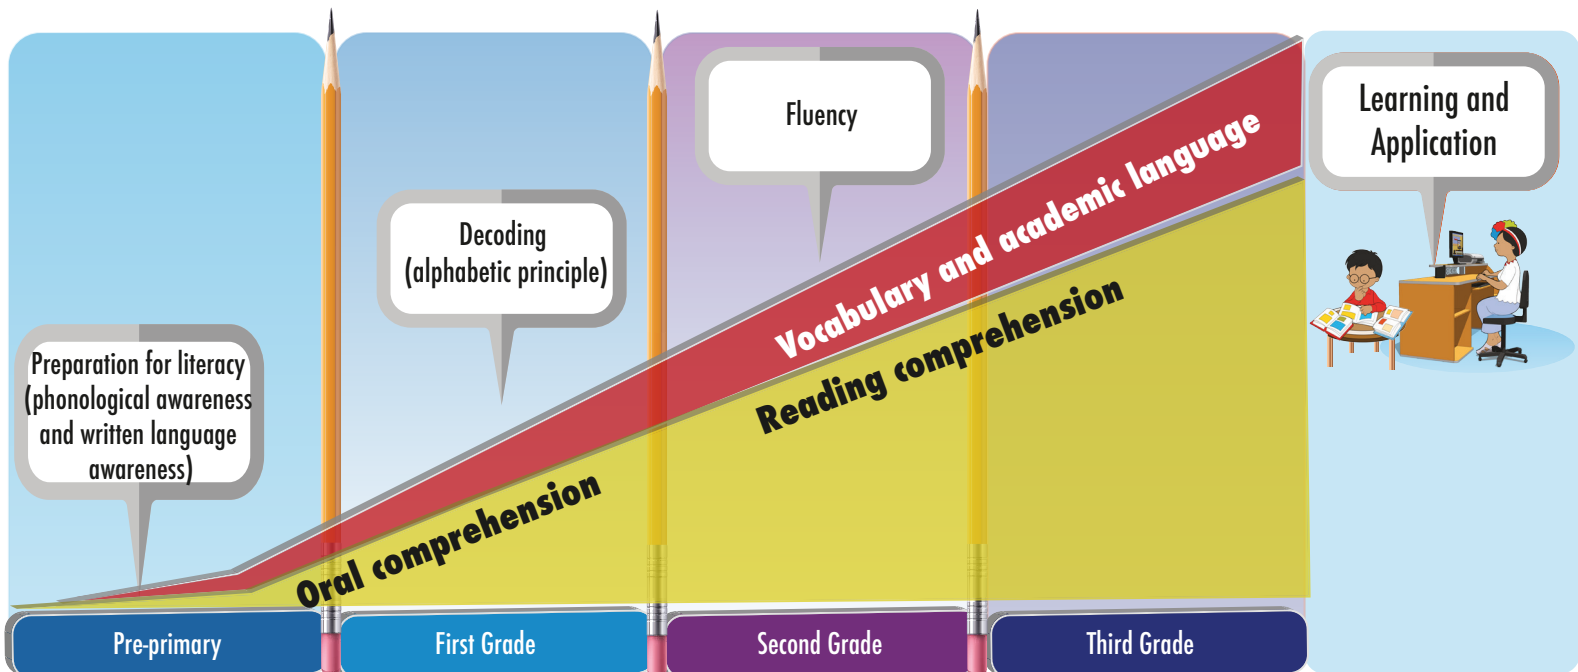 Preparation for literacy
(phonological awareness
and written language
awareness)
Decoding
(alphabetic principle)
Fluency
Learning and
Application
Vocabulary and academic language
Reading comprehension
Oral comprehension
Pre-primary
First Grade
Second Grade
Third Grade